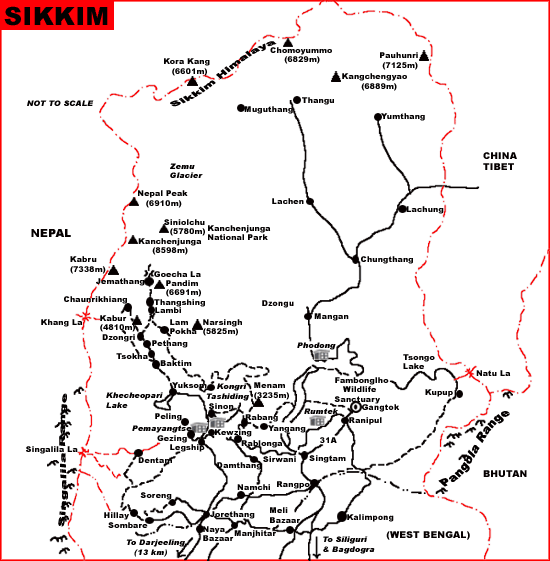 SIKKIM
Chomoyummo
(6829m)
Pauhunri
(7125m)
Kora Kang
(6601m)
Sikkim Himalaya
Kangchengyao
(6889m)
NOT TO SCALE
Thangu
Muguthang
Yumthang
CHINA
TIBET
Zemu
Glacier
Nepal Peak
(6910m)
Lachen
Lachung
Siniolchu
(5780m)
Kanchenjunga
National Park
NEPAL
Kanchenjunga
(8598m)
Kabru
(7338m)
Chungthang
Goecha La
Jemathang
Pandim
(6691m)
Chaunrikhiang
Thangshing
Lambi
Dzongu
Khang La
Kabur
(4810m)
Lam
Pokha
Narsingh
(5825m)
Mangan
Dzongri
Pethang
Phodong
Tsokha
Baktim
Tsongo
Lake
Natu La
Yuksom
Kongri
Menam
(3235m)
Fambonglho
Wildlife
Sanctuary
Khecheopari
Lake
Tashiding
Sinon
Kupup
Rumtek
Gangtok
Peling
Rabang
Ranipul
Pemayangtse
Kewzing
Yangang
Gezing
Rablonga
31A
Legship
Singalila Range
Singalila La
Pangola Range
Dentam
Damthang
Sirwani
Singtam
BHUTAN
Soreng
Namchi
Rangpo
Hillay
Sombare
Jorethang
Meli
Bazaar
Kalimpong
Naya
Bazaar
Manjhitar
(WEST BENGAL)
To Darjeeling
(13 km)
To Siliguri
& Bagdogra